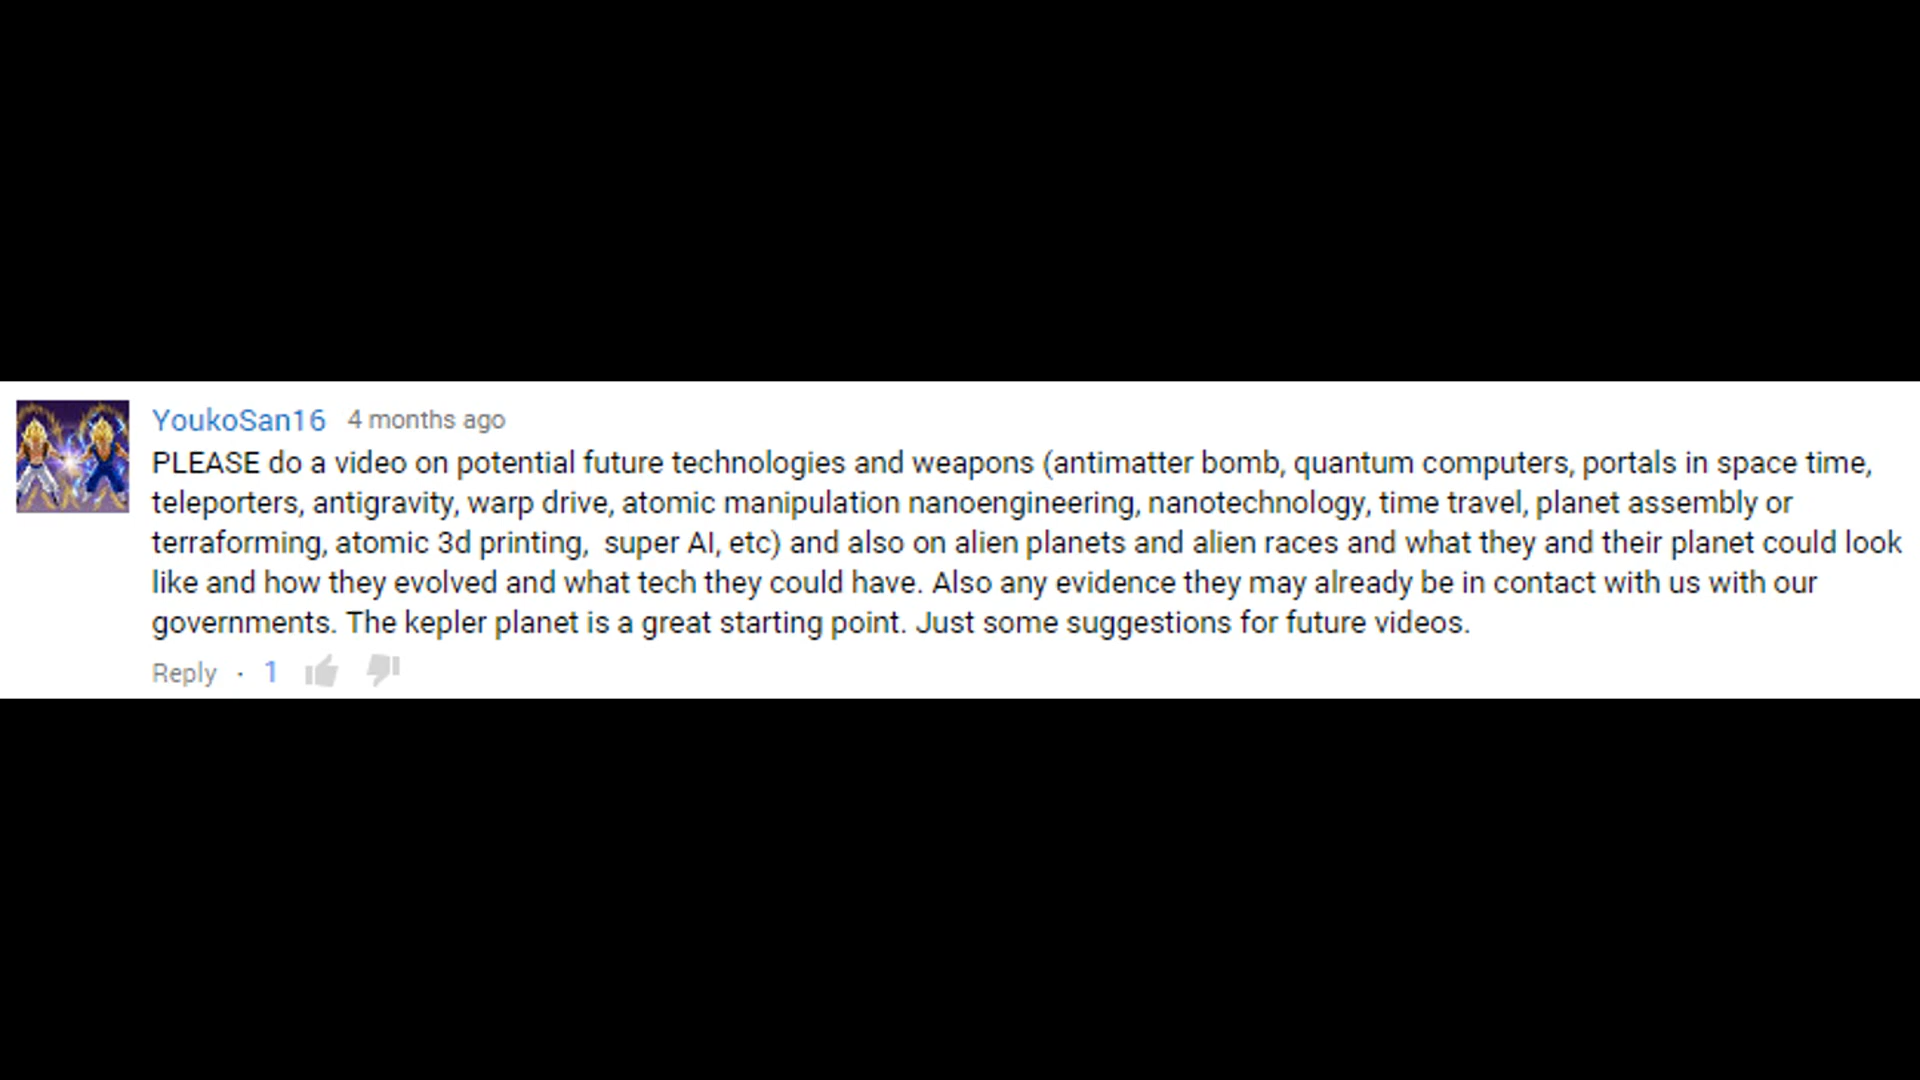 YoukoSan16 4 months ago
PLEASE do a video on potential future technologies and weapons (antimatter bomb, quantum computers, portals in space time,
teleporters, antigravity, warp drive, atomic manipulation nanoengineering, nanotechnology, time travel, planet assembly or
terraforming, atomic 3d printing,  super AI, etc) and also on alien planets and alien races and what they and their planet could look
like and how they evolved and what tech they could have. Also any evidence they may already be in contact with us with our
governments. The kepler planet is a great starting point. Just some suggestions for future videos.
Reply · 1